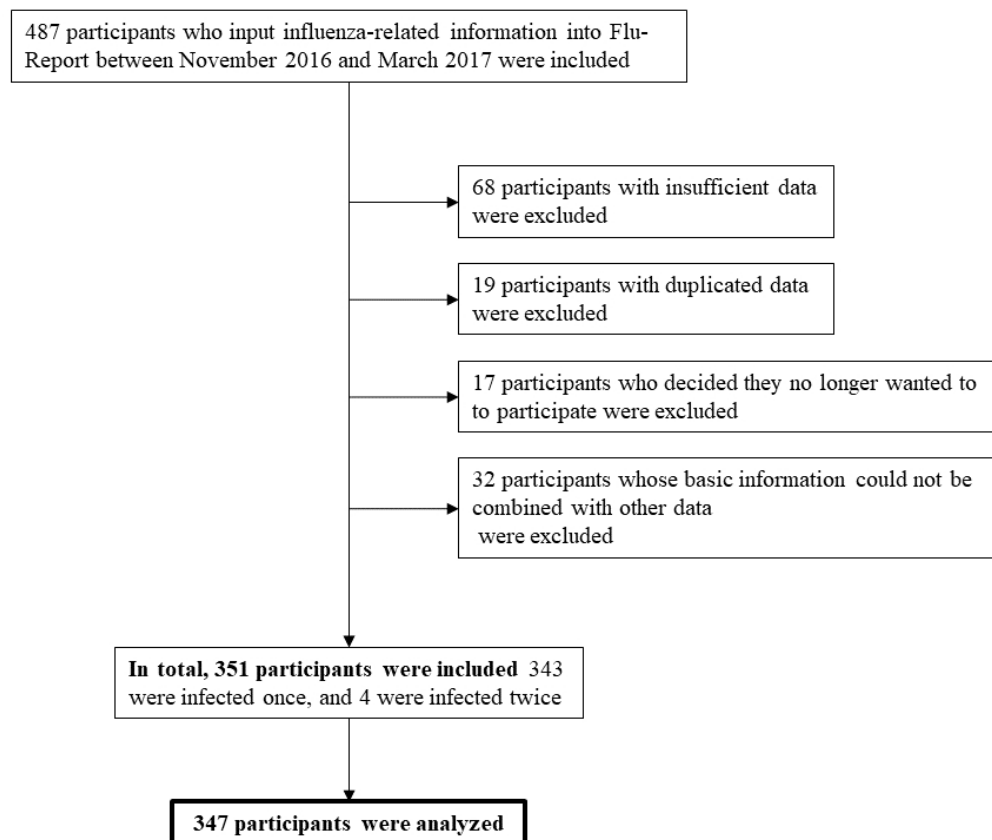 487 participants who input influenza-related information into Flu-
Report between November 2016 and March 2017 were included
68 participants with insufficient data
were excluded
19 participants with duplicated data
were excluded
17 participants who decided they no longer wanted to
to participate were excluded
32 participants whose basic information could not be
combined with other data
were excluded
In total, 351 participants were included 343
were infected once, and 4 were infected twice
347 participants were analyzed